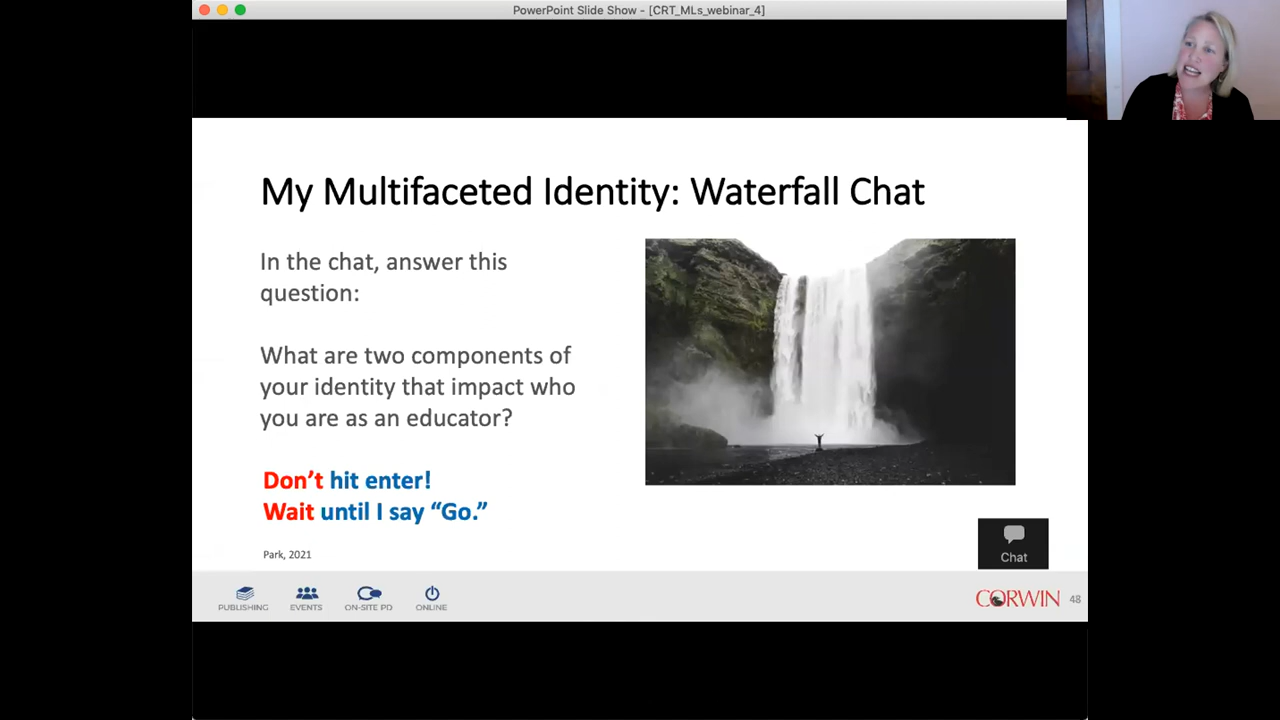 PowerPoint Slide Show - [CRT_MLs_webinar_4]
My Multifaceted Identity: Waterfall Chat
In the chat, answer this
question:
What are two components of
your identity that impact who
you are as an educator?
Don’t hit enter!
Wait until I say “Go.”
Park, 2021
Chat
PUBLISHING
EVENTS
ON-SITE PD
ONLINE
CORWIN
48